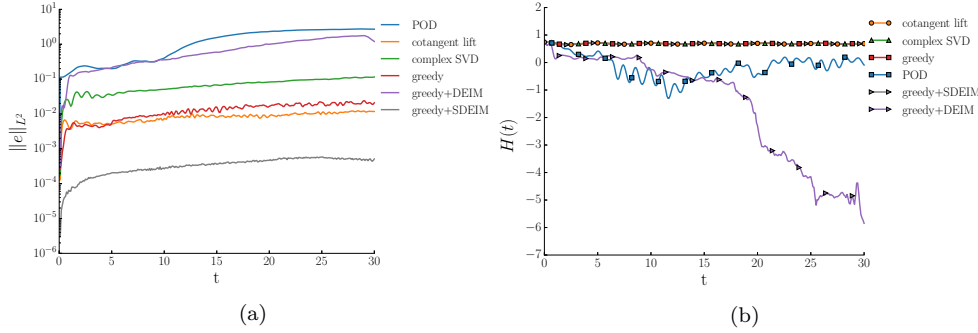 10^1
10^0
10^-1
10^-2
10^-3
10^-4
10^-5
10^-6
||e||_{L^2}
0 5 10 15 20 25 30
t
POD
cotangent lift
complex SVD
greedy
greedy+DEIM
greedy+SDEIM
(a)
2
1
0
−1
−2
−3
−4
−5
−6
−7
H(t)
0 5 10 15 20 25 30
t
cotangent lift
complex SVD
greedy
POD
greedy+SDEIM
greedy+DEIM
(b)